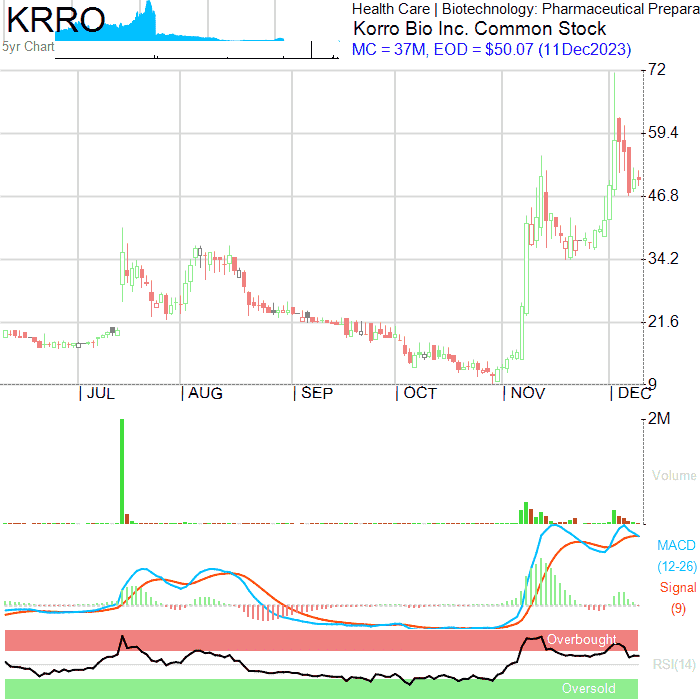 KRRO
5yr Chart
Health Care | Biotechnology: Pharmaceutical Prepara
Korro Bio Inc. Common Stock
MC = 37M, EOD = $50.07 (11Dec2023)
72
59.4
46.8
34.2
21.6
9
JUL AUG SEP OCT NOV DEC
2M
Volume
MACD
(12-26)
Signal
(9)
Overbought
RSI(14)
Oversold